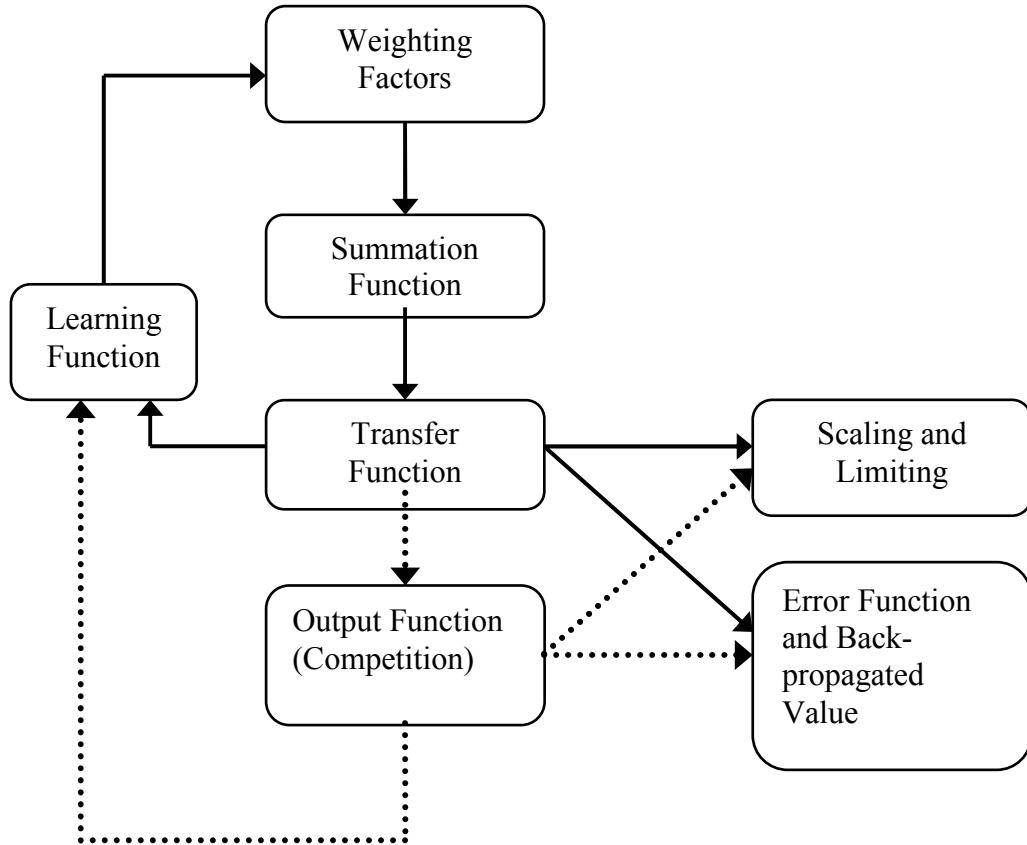 Weighting
Factors
Summation
Function
Learning
Function
Transfer
Function
Scaling and
Limiting
Output Function
(Competition)
Error Function
and Back-
propagated
Value